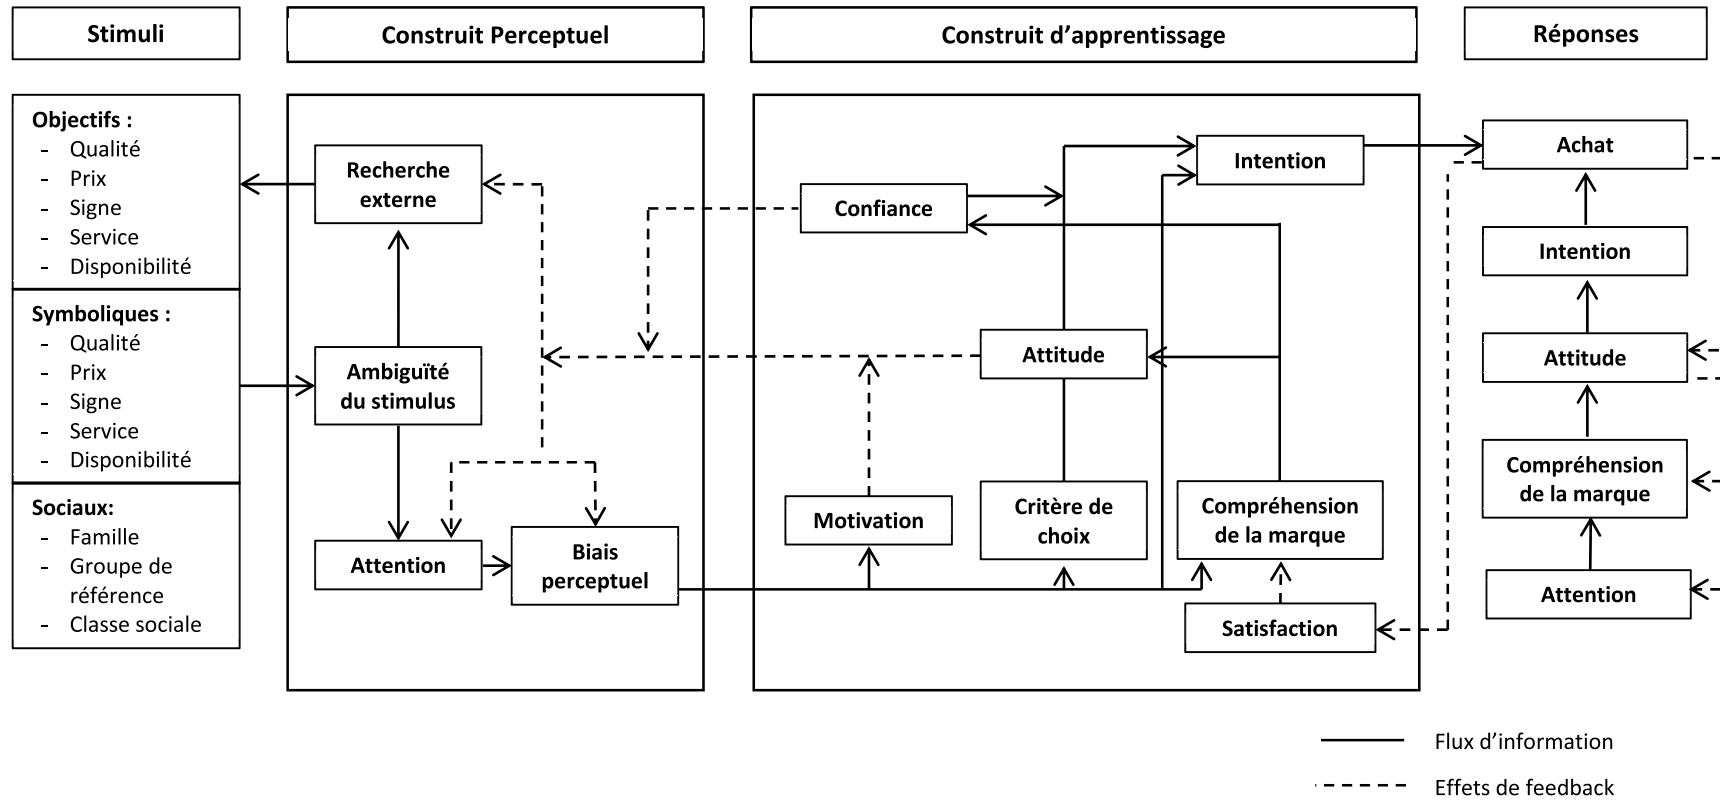 Stimuli
Construit Perceptuel
Construit d’apprentissage
Réponses
Objectifs :
- Qualité
- Prix
- Signe
- Service
- Disponibilité
Symboliques :
- Qualité
- Prix
- Signe
- Service
- Disponibilité
Sociaux:
- Famille
- Groupe de
référence
- Classe sociale
Recherche
externe
Ambiguïté
du stimulus
Attention
Biais
perceptuel
Confiance
Intention
Attitude
Motivation
Critère de
choix
Compréhension
de la marque
Satisfaction
Achat
Intention
Attitude
Compréhension
de la marque
Attention
Flux d’information
Effets de feedback